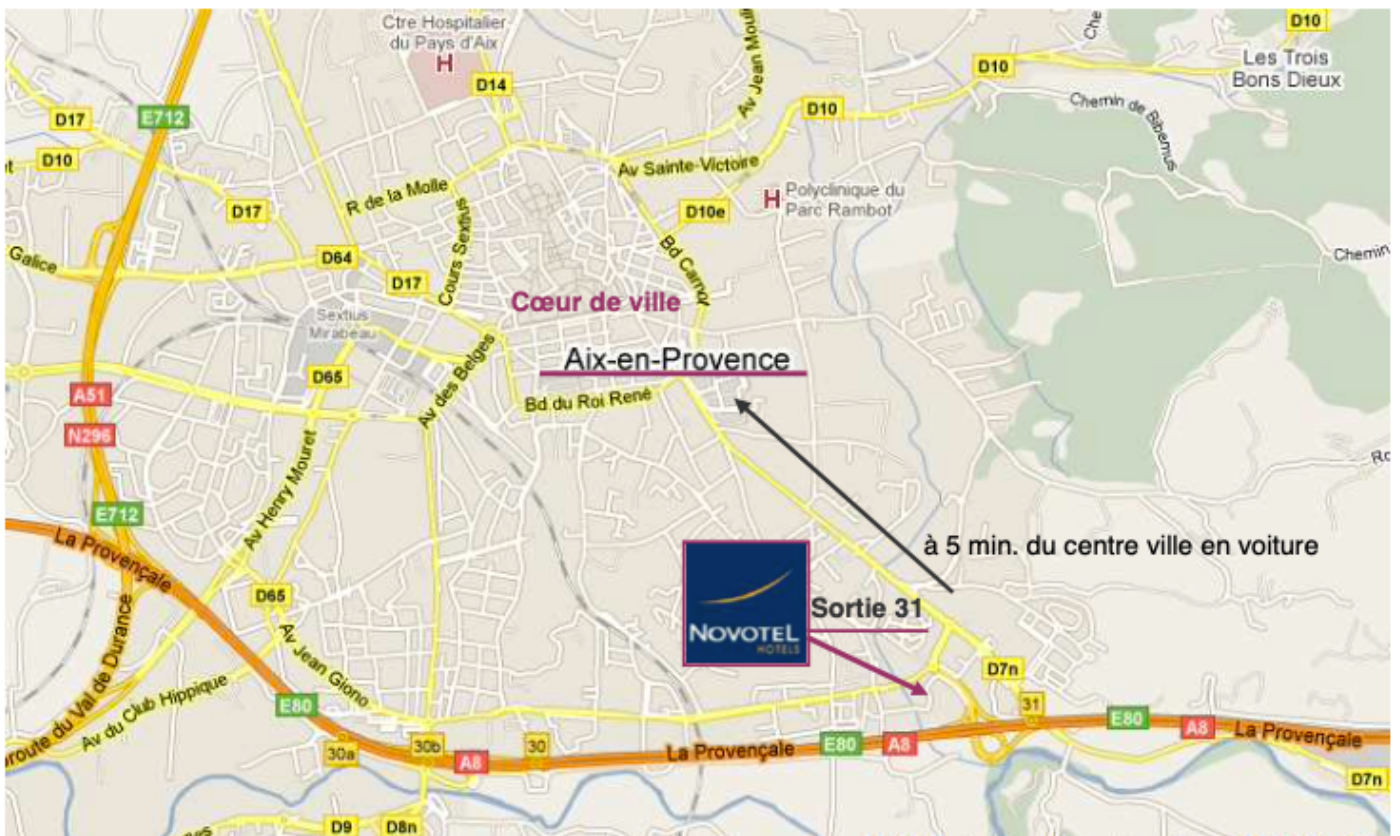 Ctre Hospitalier
du Pays d'Aix
H
D14
D17
E712
D10
D17
Galice
D64
D17
R de la Molle
Cours Sextius
Av Sainte-Victoire
D10
D10
D10
Les Trois
Bons Dieux
Chemin de Bibémus
Chemin
H
Polyclinique du
Parc Rambot
D10e
Bd Carnot
Cœur de ville
Sextius
Mirabeau
Aix-en-Provence
D65
Av des Belges
Bd du Roi René
A51
N296
E712
Av Henry Mouret
La Provençale
D65
Av Jean Giono
Av du Club Hippique
à 5 min. du centre ville en voiture
NOVOTEL
HOTELS
Sortie 31
D7n
31
E80
30a
30b
A8
30
La Provençale
E80
A8
E80
A8
La Provençale
D7n
D9
D8n